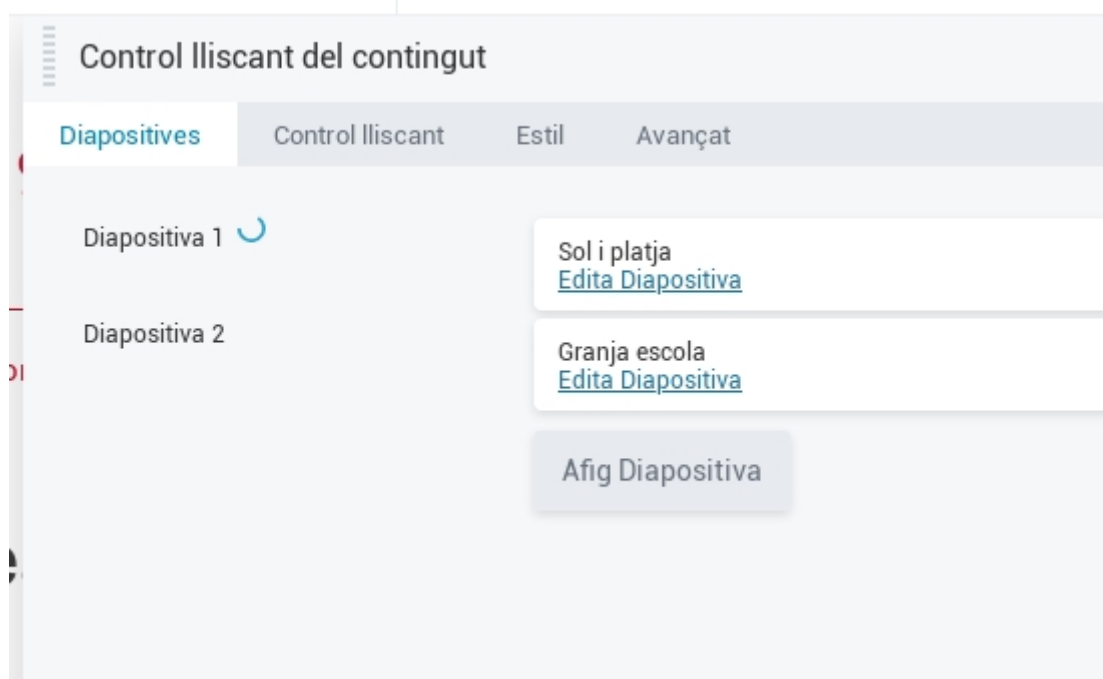 Control lliscant del contingut
Diapositives Control lliscant Estil Avançat
Diapositiva 1
Sol i platja
Edita Diapositiva
Diapositiva 2
Granja escola
Edita Diapositiva
Afig Diapositiva